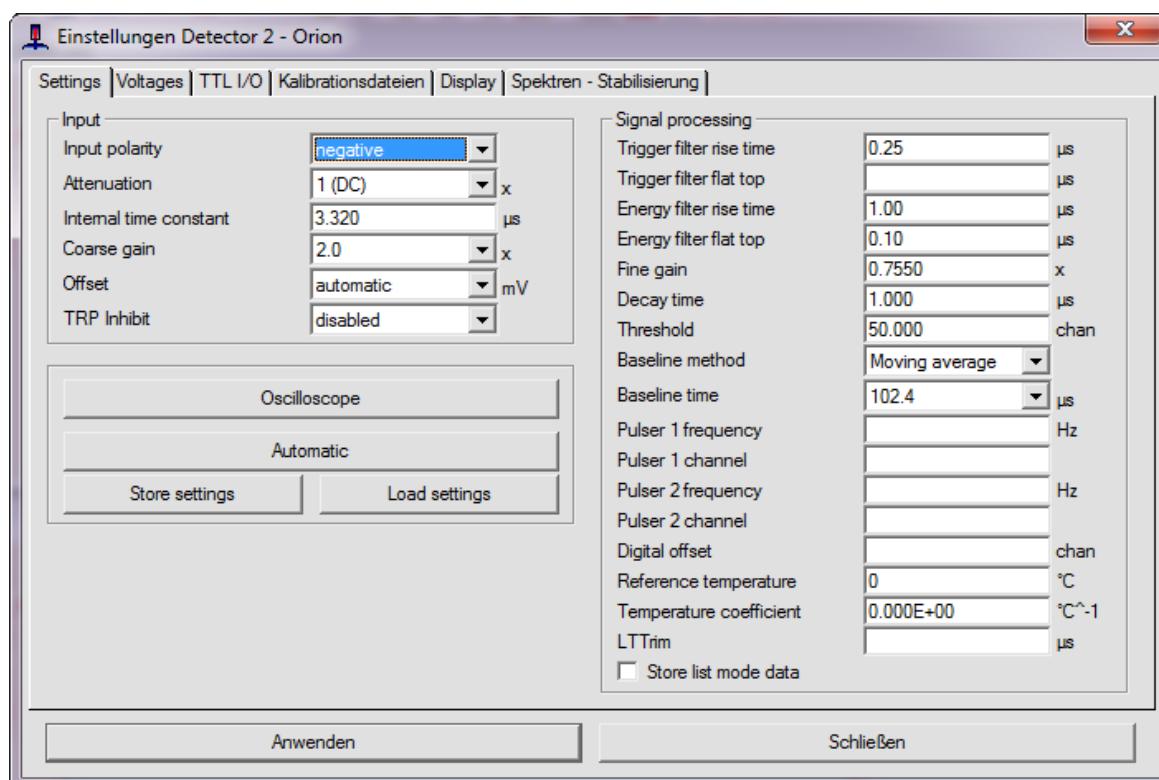 Einstellungen Detector 2 - Orion
Settings Voltages TTL I/O Kalibrationsdateien Display Spektren - Stabilisierung
Input
Input polarity negative
Attenuation 1 (DC) x
Internal time constant 3.320 µs
Coarse gain 2.0 x
Offset automatic mV
TRP Inhibit disabled
Oscilloscope
Automatic
Store settings Load settings
Signal processing
Trigger filter rise time 0.25 µs
Trigger filter flat top µs
Energy filter rise time 1.00 µs
Energy filter flat top 0.10 µs
Fine gain 0.7550 x
Decay time 1.000 µs
Threshold 50.000 chan
Baseline method Moving average
Baseline time 102.4 µs
Pulser 1 frequency Hz
Pulser 1 channel
Pulser 2 frequency Hz
Pulser 2 channel
Digital offset chan
Reference temperature 0 °C
Temperature coefficient 0.000E+00 °C^-1
LTTrim µs
Store list mode data
Anwenden Schließen